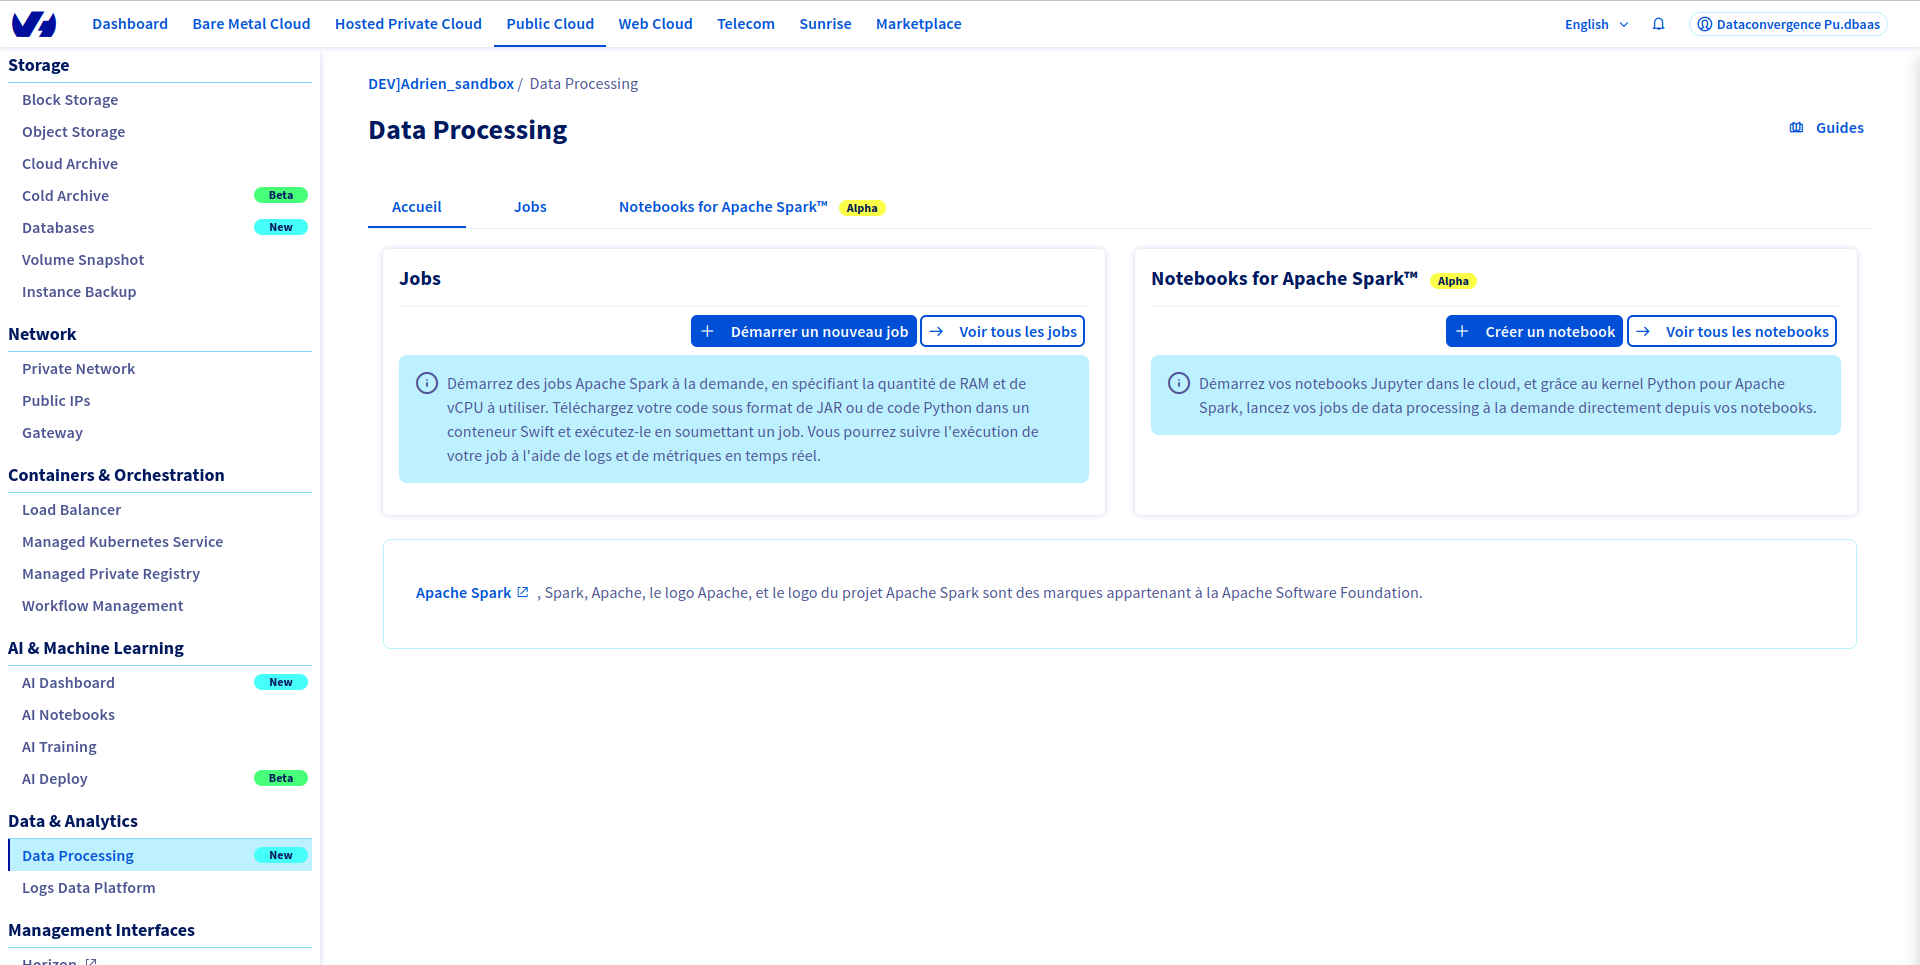 Dashboard
Bare Metal Cloud
Hosted Private Cloud
Public Cloud
Web Cloud
Telecom
Sunrise
Marketplace
English
Dataconvergence Pu.dbaas
Storage
Block Storage
Object Storage
Cloud Archive
Cold Archive Beta
Databases New
Volume Snapshot
Instance Backup
Network
Private Network
Public IPs
Gateway
Containers & Orchestration
Load Balancer
Managed Kubernetes Service
Managed Private Registry
Workflow Management
AI & Machine Learning
AI Dashboard New
AI Notebooks
AI Training
AI Deploy Beta
Data & Analytics
Data Processing New
Logs Data Platform
Management Interfaces
Horizon
DEV]Adrien_sandbox / Data Processing
Data Processing
Guides
Accueil
Jobs
Notebooks for Apache Spark™ Alpha
Jobs
Démarrer un nouveau job
Voir tous les jobs
Démarrez des jobs Apache Spark à la demande, en spécifiant la quantité de RAM et de
vCPU à utiliser. Téléchargez votre code sous format de JAR ou de code Python dans un
conteneur Swift et exécutez-le en soumettant un job. Vous pourrez suivre l'exécution de
votre job à l'aide de logs et de métriques en temps réel.
Notebooks for Apache Spark™ Alpha
Créer un notebook
Voir tous les notebooks
Démarrez vos notebooks Jupyter dans le cloud, et grâce au kernel Python pour Apache
Spark, lancez vos jobs de data processing à la demande directement depuis vos notebooks.
Apache Spark , Spark, Apache, le logo Apache, et le logo du projet Apache Spark sont des marques appartenant à la Apache Software Foundation.